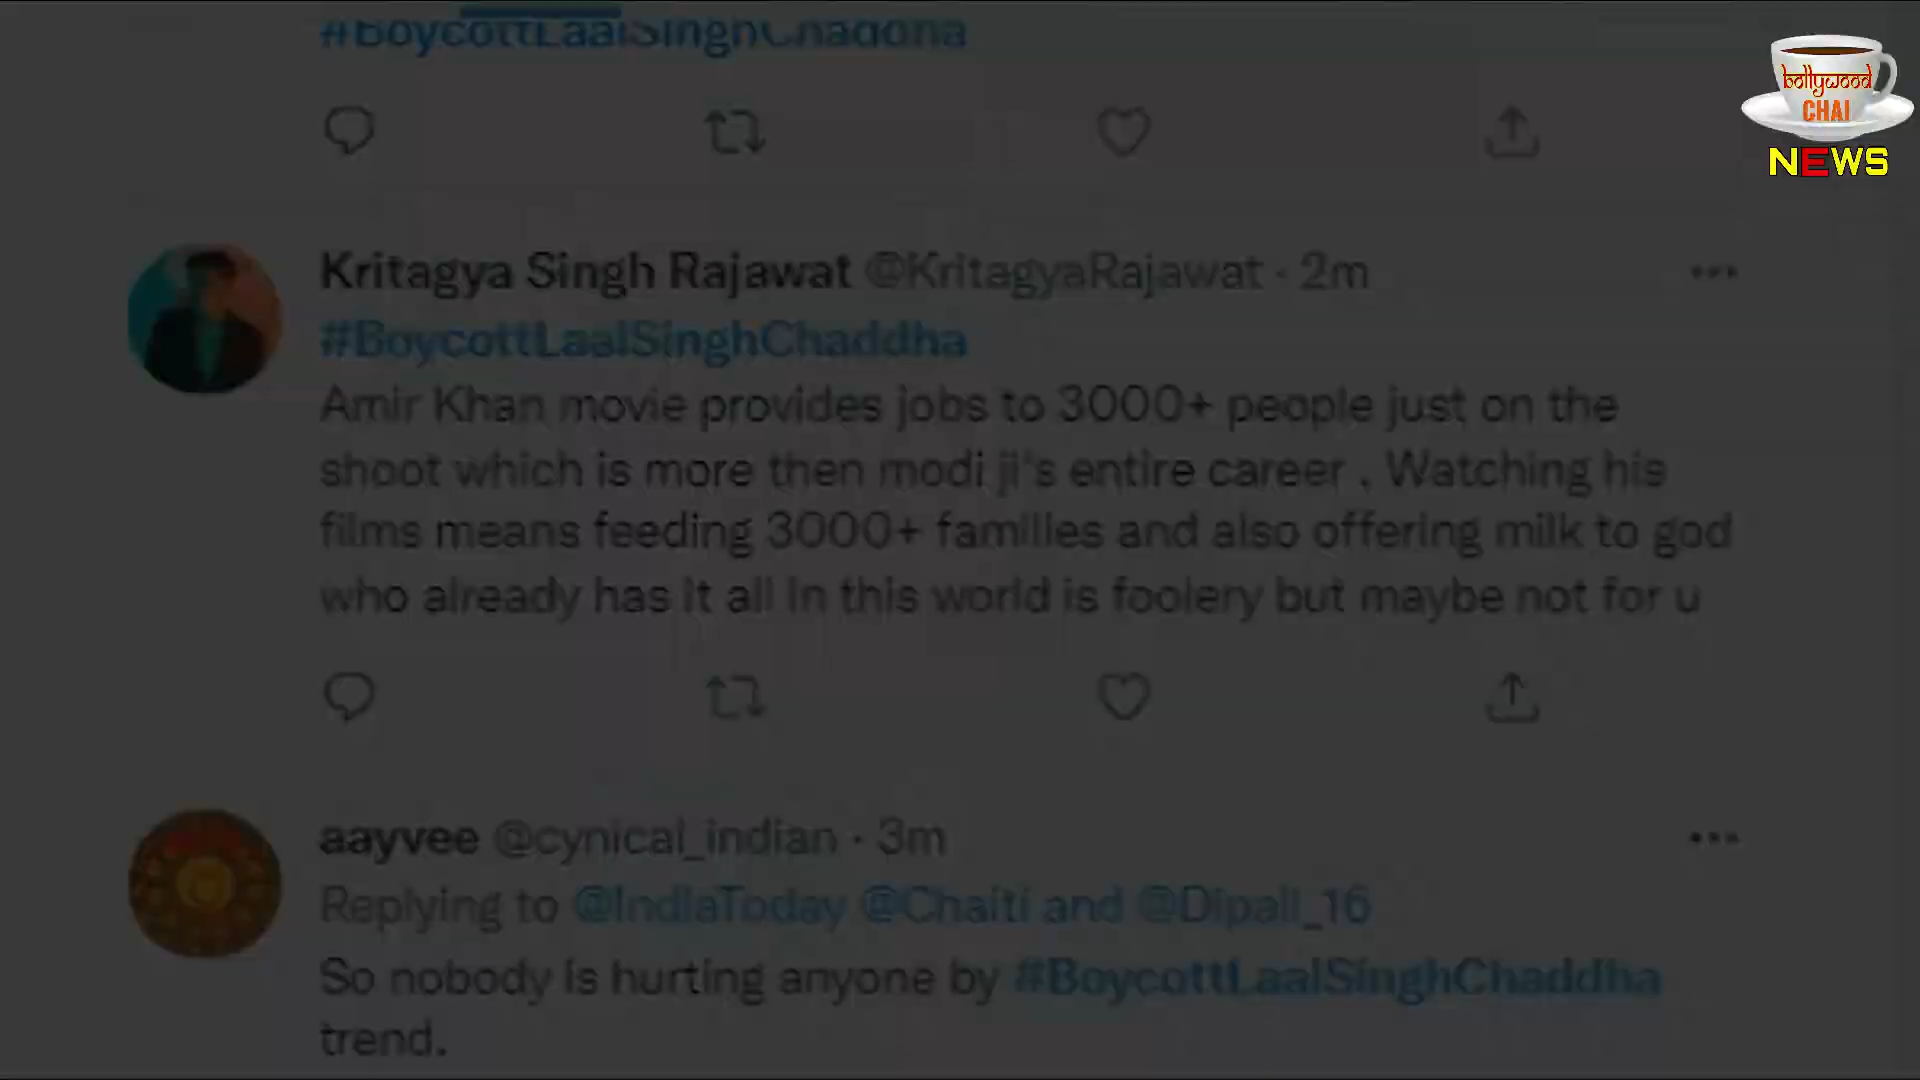 #BoycottLaalSinghChaddha
bollywood
CHAI
NEWS
Kritagya Singh Rajawat @KritagyaRajawat · 2m
#BoycottLaalSinghChaddha
Amir Khan movie provides jobs to 3000+ people just on the
shoot which is more then modi ji's entire career . Watching his
films means feeding 3000+ families and also offering milk to god
who already has it all in this world is foolery but maybe not for u
aayvee @cynical_indian · 3m
Replying to @IndiaToday @Chaiti and @Dipali_16
So nobody is hurting anyone by #BoycottLaalSinghChaddha
trend.